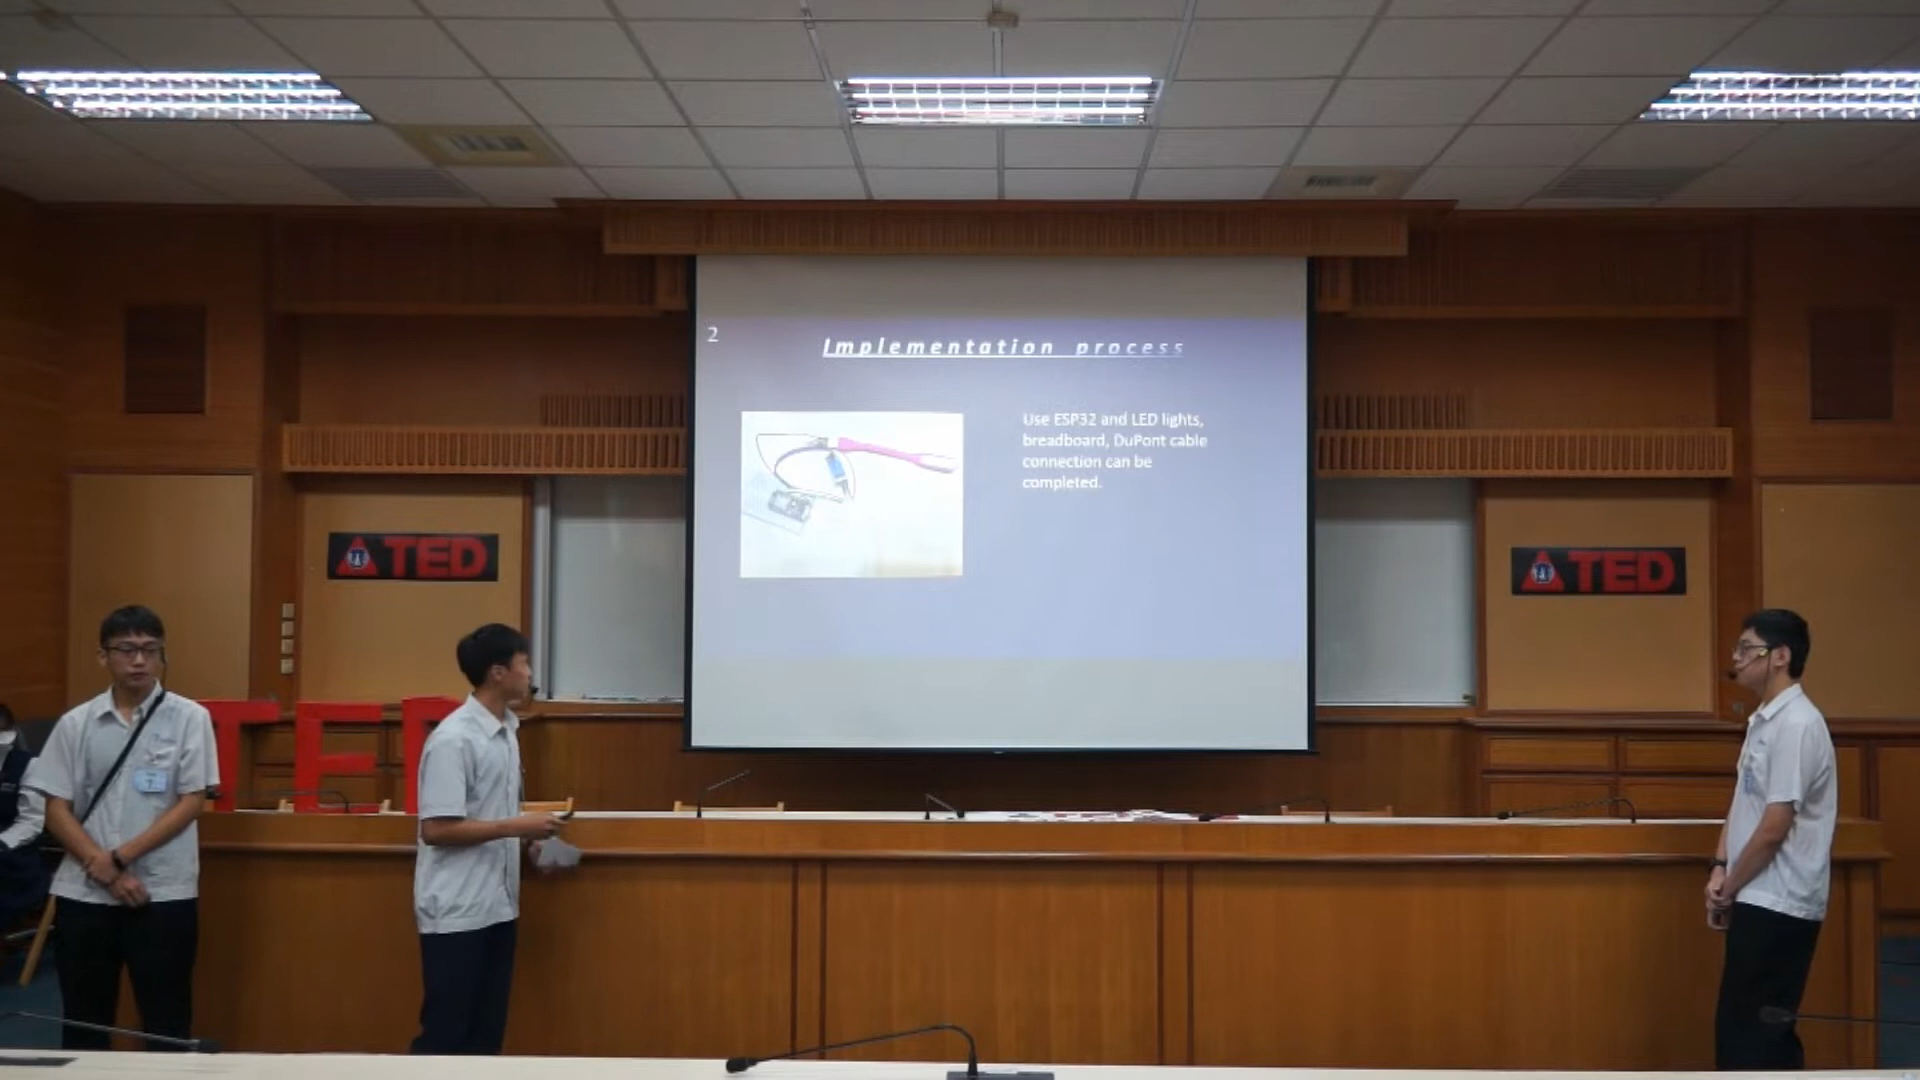 2
Implementation process
Use ESP32 and LED lights,
breadboard, DuPont cable
connection can be
completed.
TED
TED
TED